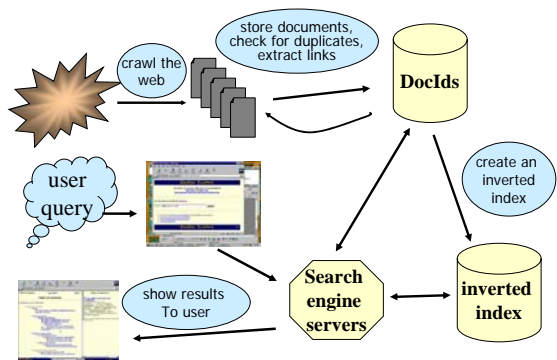 store documents,
check for duplicates,
extract links
crawl the
web
DocIds
create an
inverted
index
user
query
Search
engine
servers
inverted
index
show results
To user